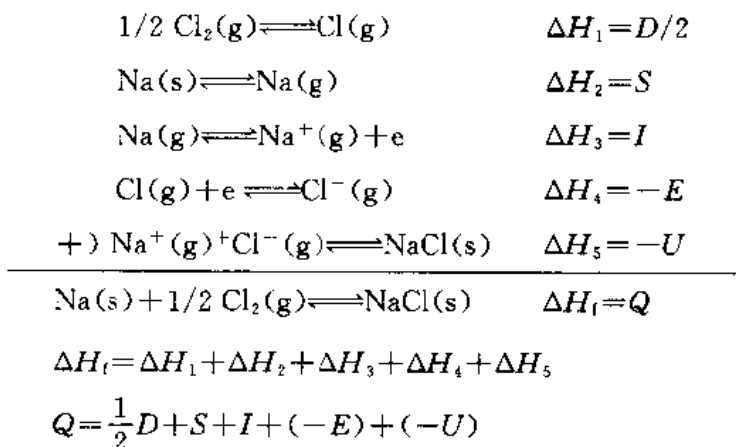 1/2 Cl₂(g)⇌Cl(g) ΔH₁=D/2
Na(s)⇌Na(g) ΔH₂=S
Na(g)⇌Na⁺(g)+e ΔH₃=I
Cl(g)+e⇌Cl⁻(g) ΔH₄=−E
+) Na⁺(g)⁺Cl⁻(g)⇌NaCl(s) ΔH₅=−U
Na(s)+1/2 Cl₂(g)⇌NaCl(s) ΔHf=Q
ΔHf=ΔH₁+ΔH₂+ΔH₃+ΔH₄+ΔH₅
Q=1/2D+S+I+(−E)+(−U)